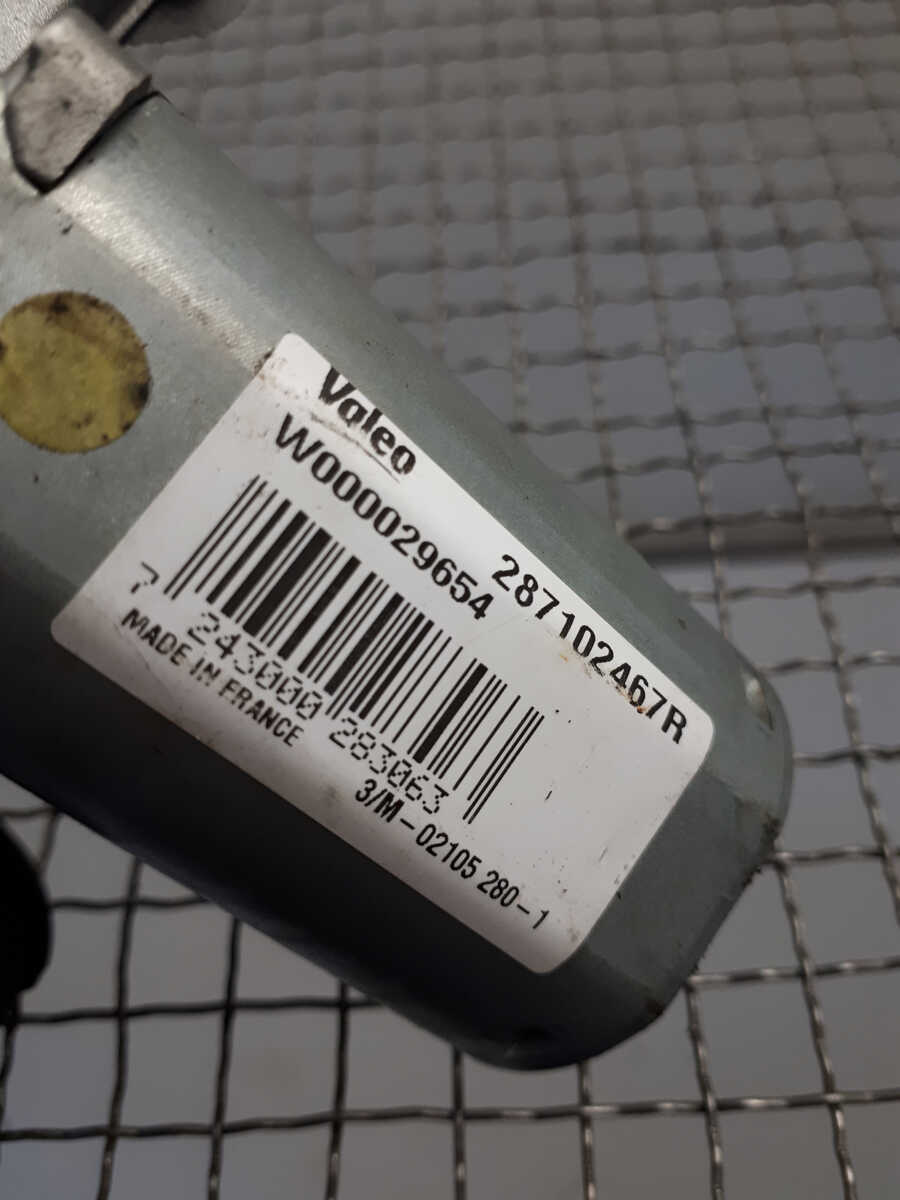 Valeo
W000029654
287102467R
7 243000 283063
MADE IN FRANCE
3/M-02105 280-1